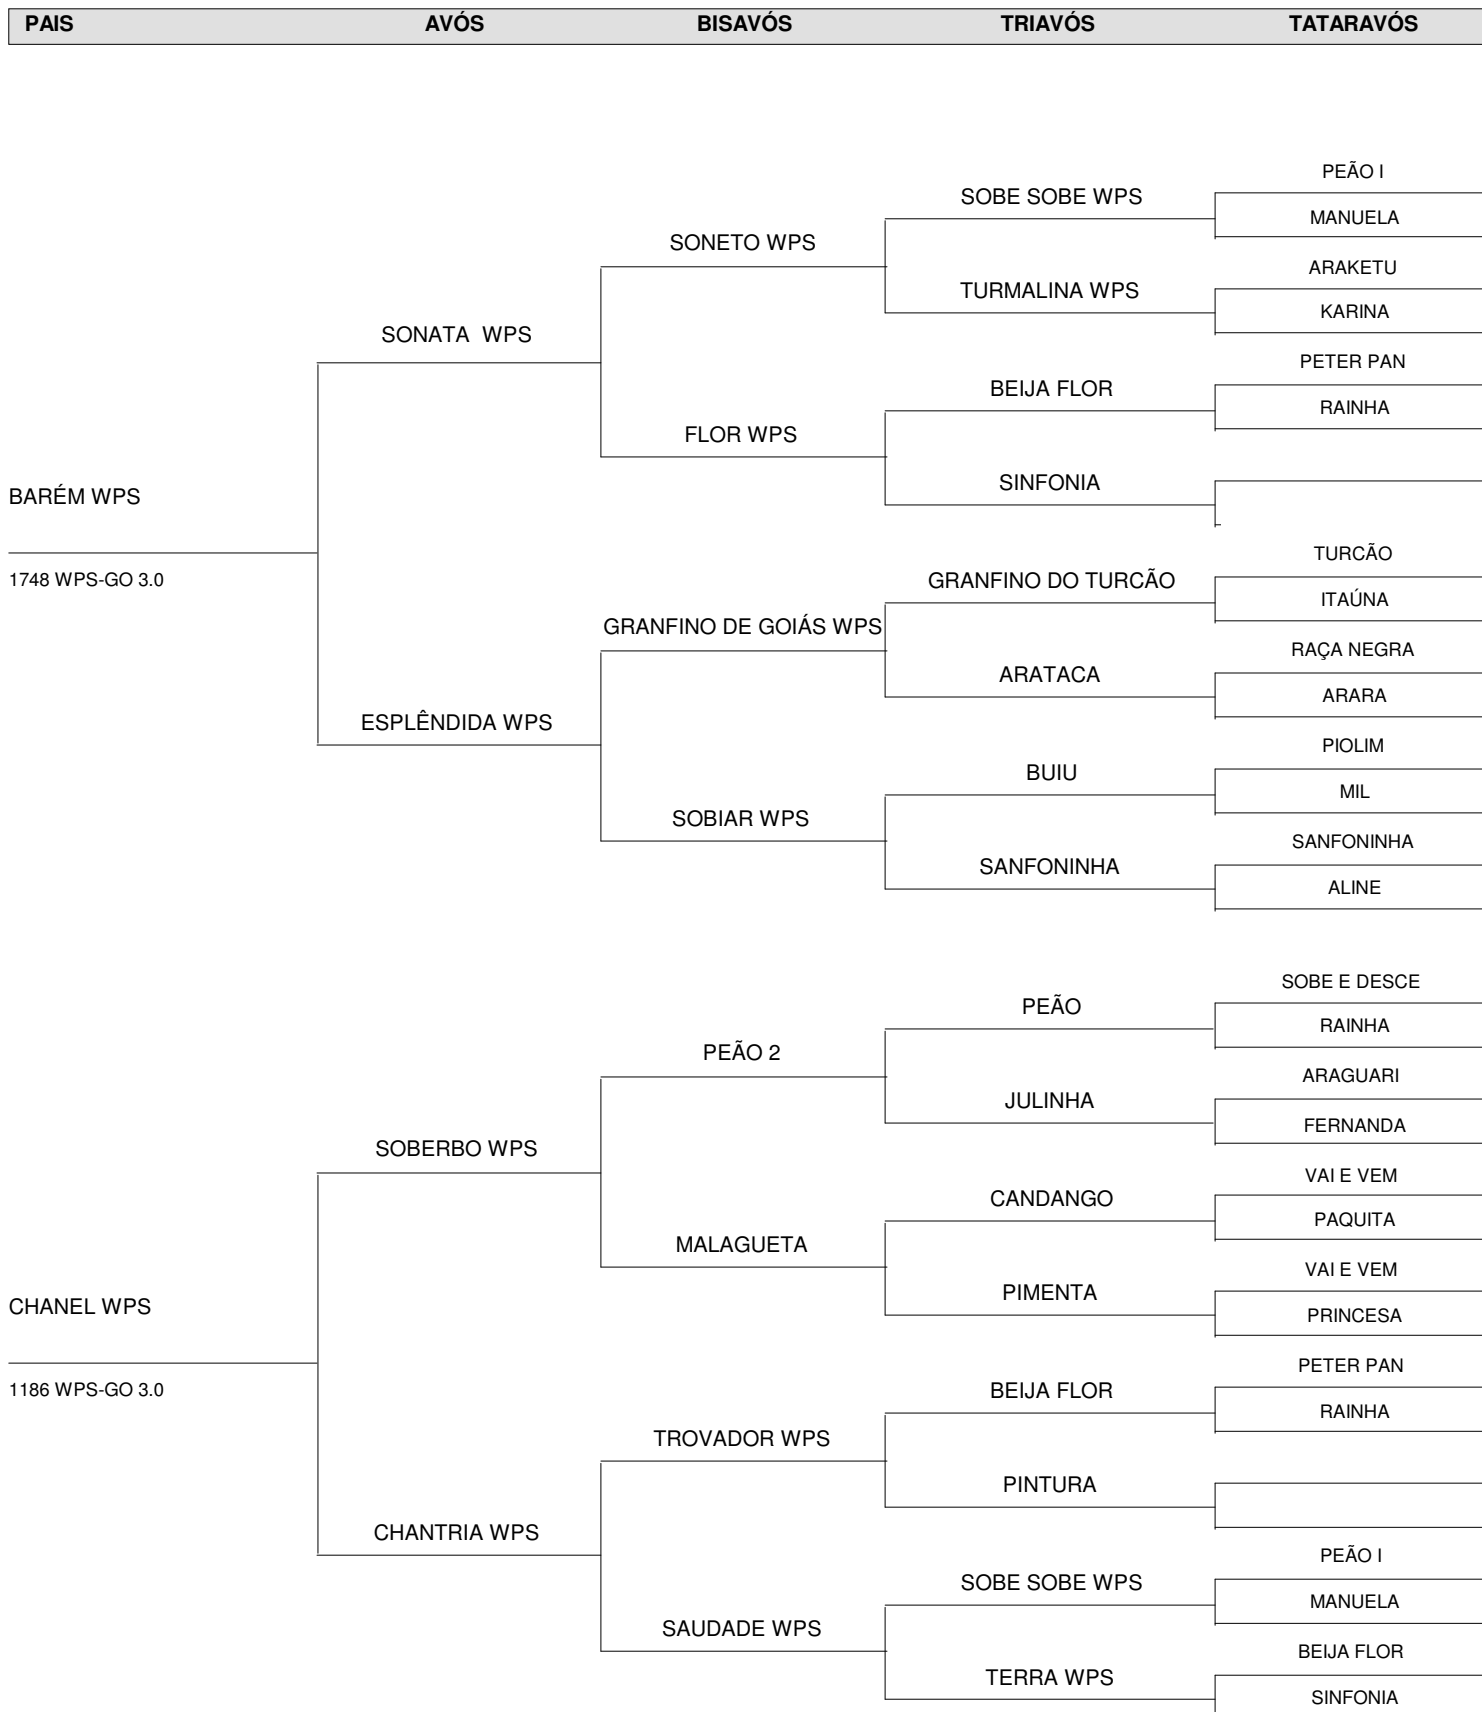 PAIS AVÓS BISAVÓS TRIAVÓS TATARAVÓS
PEÃO I
SOBE SOBE WPS
MANUELA
SONETO WPS
ARAKETU
TURMALINA WPS
KARINA
SONATA WPS
PETER PAN
BEIJA FLOR
RAINHA
FLOR WPS
SINFONIA
BARÉM WPS
TURCÃO
1748 WPS-GO 3.0
GRANFINO DO TURCÃO
ITAÚNA
GRANFINO DE GOIÁS WPS
RAÇA NEGRA
ARATACA
ARARA
ESPLÊNDIDA WPS
PIOLIM
BUIU
MIL
SOBIAR WPS
SANFONINHA
SANFONINHA
ALINE
SOBE E DESCE
PEÃO
RAINHA
PEÃO 2
ARAGUARI
JULINHA
FERNANDA
SOBERBO WPS
VAI E VEM
CANDANGO
PAQUITA
MALAGUETA
VAI E VEM
PIMENTA
CHANEL WPS
PRINCESA
PETER PAN
1186 WPS-GO 3.0
BEIJA FLOR
RAINHA
TROVADOR WPS
PINTURA
CHANTRIA WPS
PEÃO I
SOBE SOBE WPS
MANUELA
SAUDADE WPS
BEIJA FLOR
TERRA WPS
SINFONIA